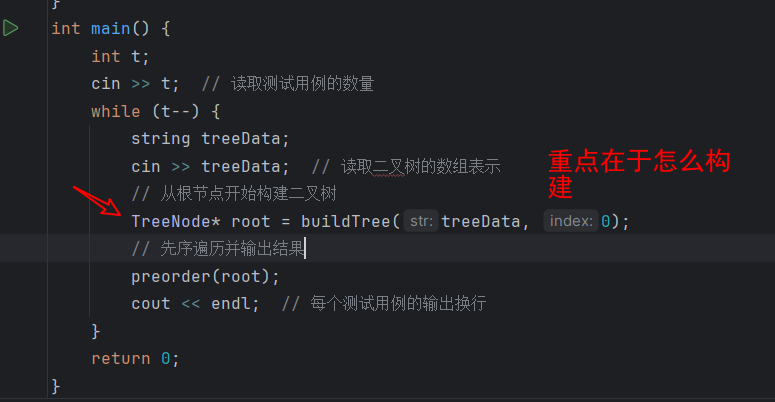 }
int main() {
int t;
cin >> t;  // 读取测试用例的数量
while (t--) {
string treeData;
cin >> treeData;  // 读取二叉树的数组表示
// 从根节点开始构建二叉树
TreeNode* root = buildTree( str: treeData,  index: 0);
// 先序遍历并输出结果
preorder(root);
cout << endl;  // 每个测试用例的输出换行
}
return 0;
}
重点在于怎么构
建